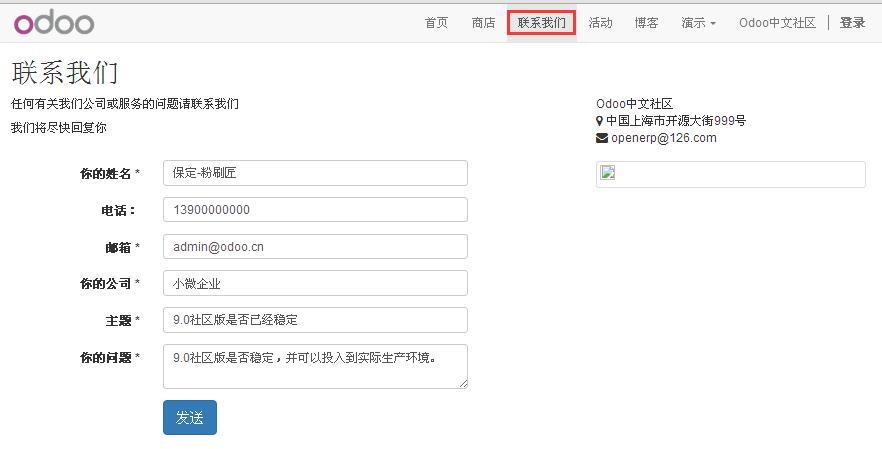 odoo
首页 商店 联系我们 活动 博客 演示 Odoo中文社区 登录
联系我们
任何有关我们公司或服务的问题请联系我们
我们将尽快回复你
Odoo中文社区
中国上海市开源大街999号
openerp@126.com
你的姓名 * 保定-粉刷匠
电话： 13900000000
邮箱 * admin@odoo.cn
你的公司 * 小微企业
主题 * 9.0社区版是否已经稳定
你的问题 * 9.0社区版是否稳定，并可以投入到实际生产环境。
发送